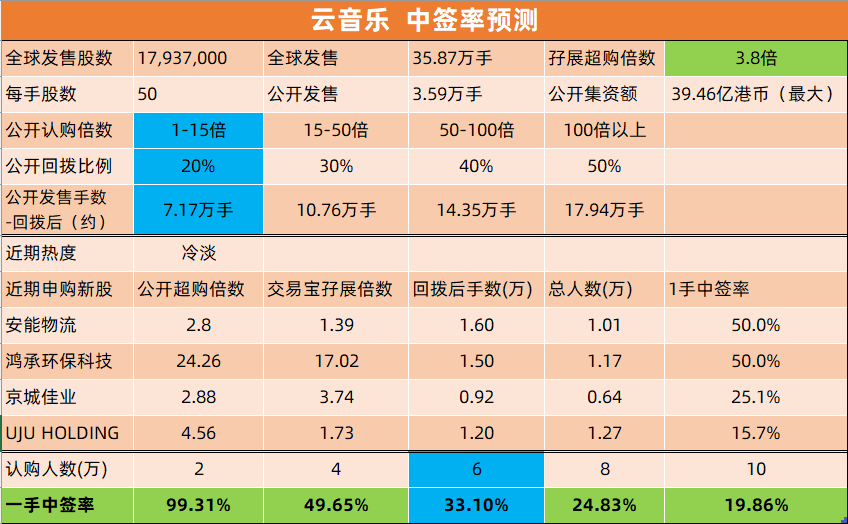 云音乐 中签率预测
全球发售股数 17,937,000 全球发售 35.87万手 孖展超购倍数 3.8倍
每手股数 50 公开发售 3.59万手 公开集资额 39.46亿港币（最大）
公开认购倍数 1-15倍 15-50倍 50-100倍 100倍以上
公开回拨比例 20% 30% 40% 50%
公开发售手数
-回拨后（约） 7.17万手 10.76万手 14.35万手 17.94万手
近期热度 冷淡
近期申购新股 公开超购倍数 交易宝孖展倍数 回拨后手数(万) 总人数(万) 1手中签率
安能物流 2.8 1.39 1.60 1.01 50.0%
鸿承环保科技 24.26 17.02 1.50 1.17 50.0%
京城佳业 2.88 3.74 0.92 0.64 25.1%
UJU HOLDING 4.56 1.73 1.20 1.27 15.7%
认购人数(万) 2 4 6 8 10
一手中签率 99.31% 49.65% 33.10% 24.83% 19.86%